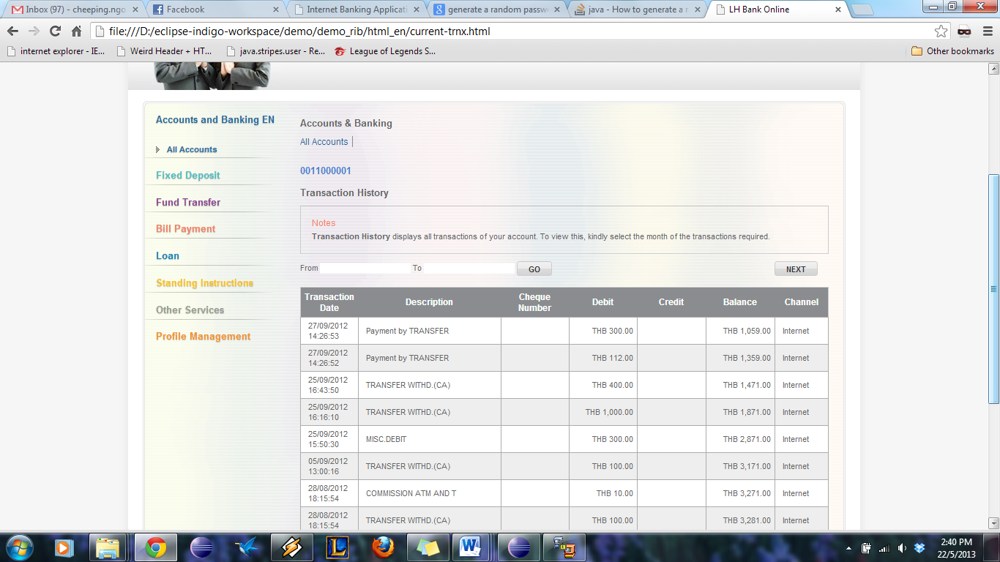 Inbox (97) - cheeping.ngo
Facebook
Internet Banking Applicati
generate a random passw
java - How to generate a r
LH Bank Online
file:///D:/eclipse-indigo-workspace/demo/demo_rib/html_en/current-trnx.html
internet explorer - IE...
Weird Header + HT...
java.stripes.user - Re...
League of Legends S...
Other bookmarks
Accounts and Banking EN
All Accounts
Fixed Deposit
Fund Transfer
Bill Payment
Loan
Standing Instructions
Other Services
Profile Management
Accounts & Banking
All Accounts
0011000001
Transaction History
Notes
Transaction History displays all transactions of your account. To view this, kindly select the month of the transactions required.
From To GO NEXT
Transaction Date Description Cheque Number Debit Credit Balance Channel
27/09/2012 14:26:53 Payment by TRANSFER THB 300.00 THB 1,059.00 Internet
27/09/2012 14:26:52 Payment by TRANSFER THB 112.00 THB 1,359.00 Internet
25/09/2012 16:43:50 TRANSFER WITHD.(CA) THB 400.00 THB 1,471.00 Internet
25/09/2012 16:16:10 TRANSFER WITHD.(CA) THB 1,000.00 THB 1,871.00 Internet
25/09/2012 15:50:30 MISC.DEBIT THB 300.00 THB 2,871.00 Internet
05/09/2012 13:00:16 TRANSFER WITHD.(CA) THB 100.00 THB 3,171.00 Internet
28/08/2012 18:15:54 COMMISSION ATM AND T THB 10.00 THB 3,271.00 Internet
28/08/2012 18:15:54 TRANSFER WITHD.(CA) THB 100.00 THB 3,281.00 Internet
2:40 PM
22/5/2013